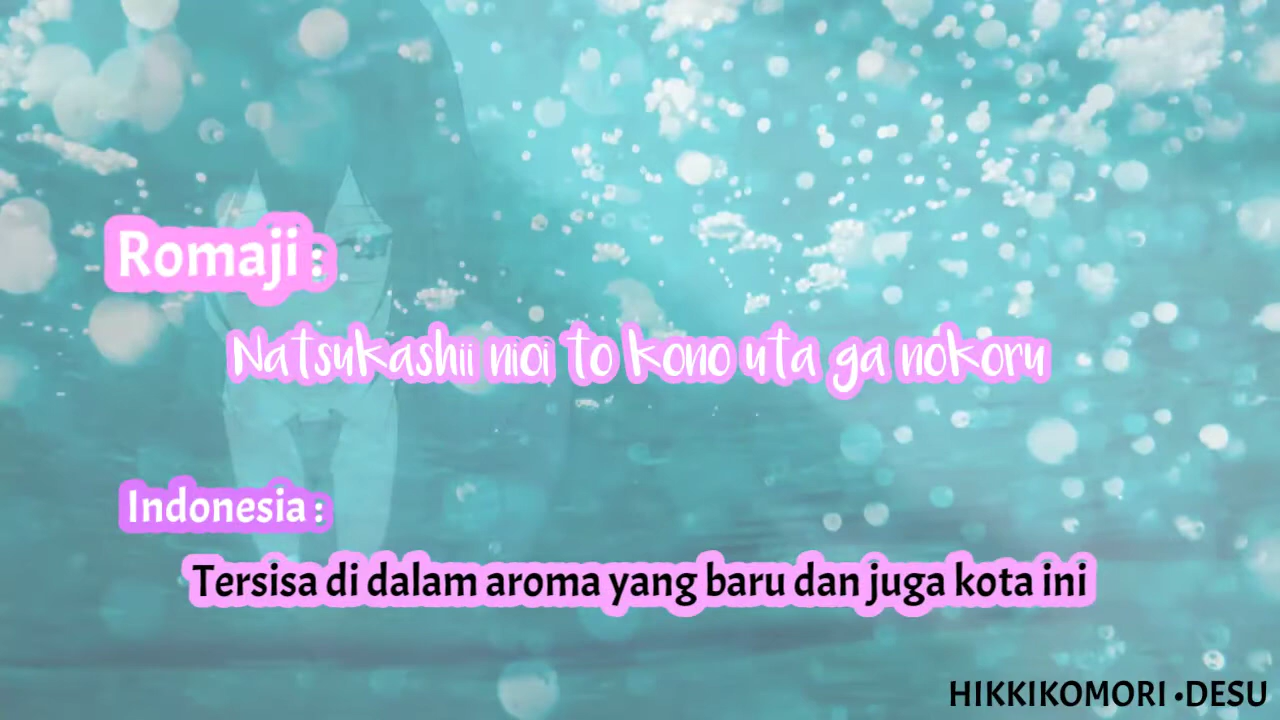 Romaji :
Natsukashii nioi to kono uta ga nokoru
Indonesia :
Tersisa di dalam aroma yang baru dan juga kota ini
HIKKIKOMORI •DESU